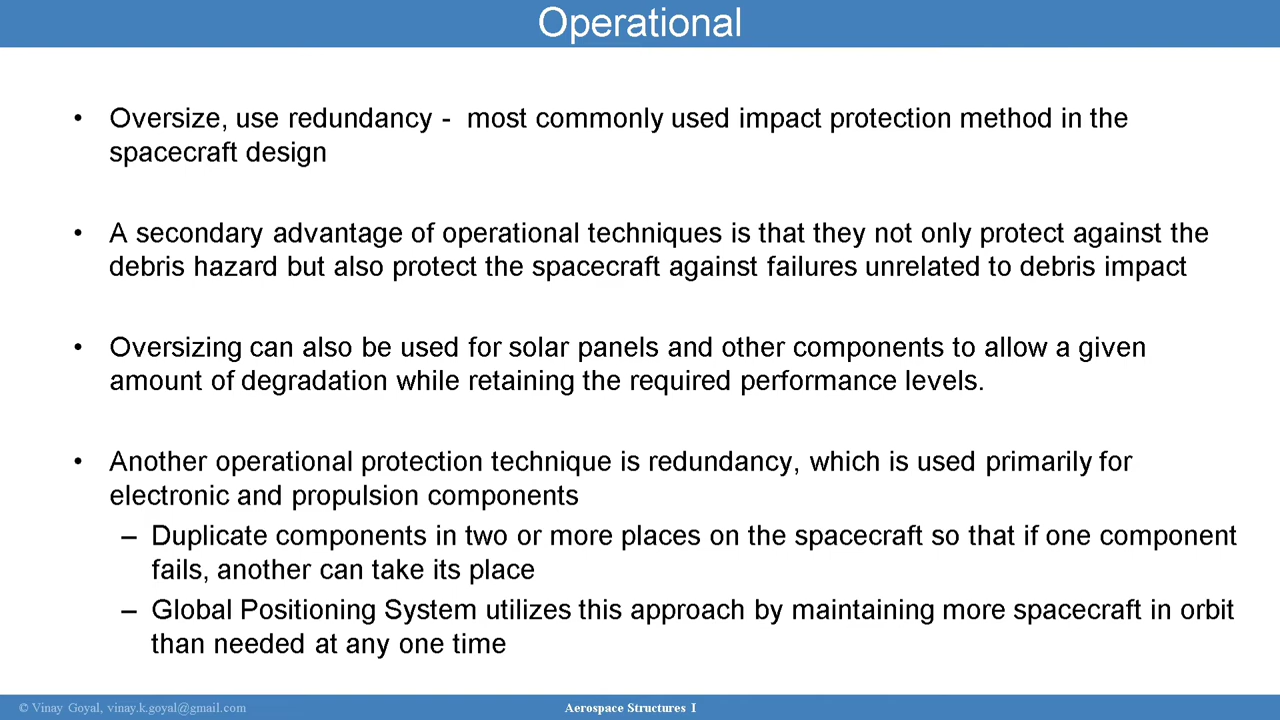 Operational
• Oversize, use redundancy -  most commonly used impact protection method in the
spacecraft design
• A secondary advantage of operational techniques is that they not only protect against the
debris hazard but also protect the spacecraft against failures unrelated to debris impact
• Oversizing can also be used for solar panels and other components to allow a given
amount of degradation while retaining the required performance levels.
• Another operational protection technique is redundancy, which is used primarily for
electronic and propulsion components
– Duplicate components in two or more places on the spacecraft so that if one component
fails, another can take its place
– Global Positioning System utilizes this approach by maintaining more spacecraft in orbit
than needed at any one time
© Vinay Goyal, vinay.k.goyal@gmail.com
Aerospace Structures I